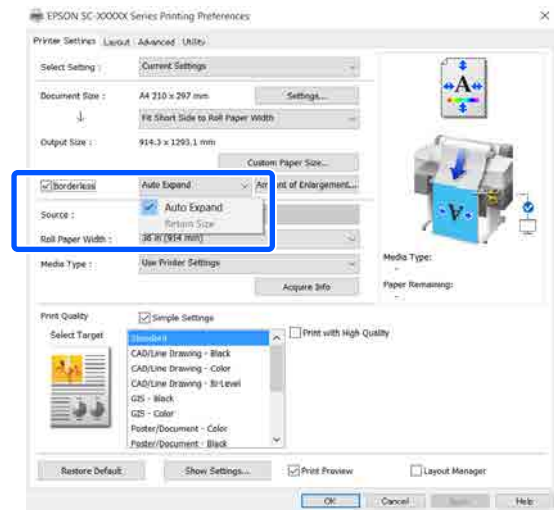 EPSON SC-XXXXX Series Printing Preferences
Printer Settings Layout Advanced Utility
Select Setting : Current Settings
Document Size : A4 210 x 297 mm Settings...
Fit Short Side to Roll Paper Width
Output Size : 914.3 x 1293.1 mm
Custom Paper Size...
Borderless Auto Expand Amount of Enlargement...
Auto Expand
Source :
Retain Size
Roll Paper Width : 36 in (914 mm)
Media Type : Use Printer Settings
Acquire Info
A
Media Type:
-
Paper Remaining:
-
Print Quality Simple Settings
Select Target Standard Print with High Quality
CAD/Line Drawing - Black
CAD/Line Drawing - Color
CAD/Line Drawing - Bi-Level
GIS - Black
GIS - Color
Poster/Document - Color
Poster/Document - Black
Restore Default Show Settings... Print Preview Layout Manager
OK Cancel Apply Help